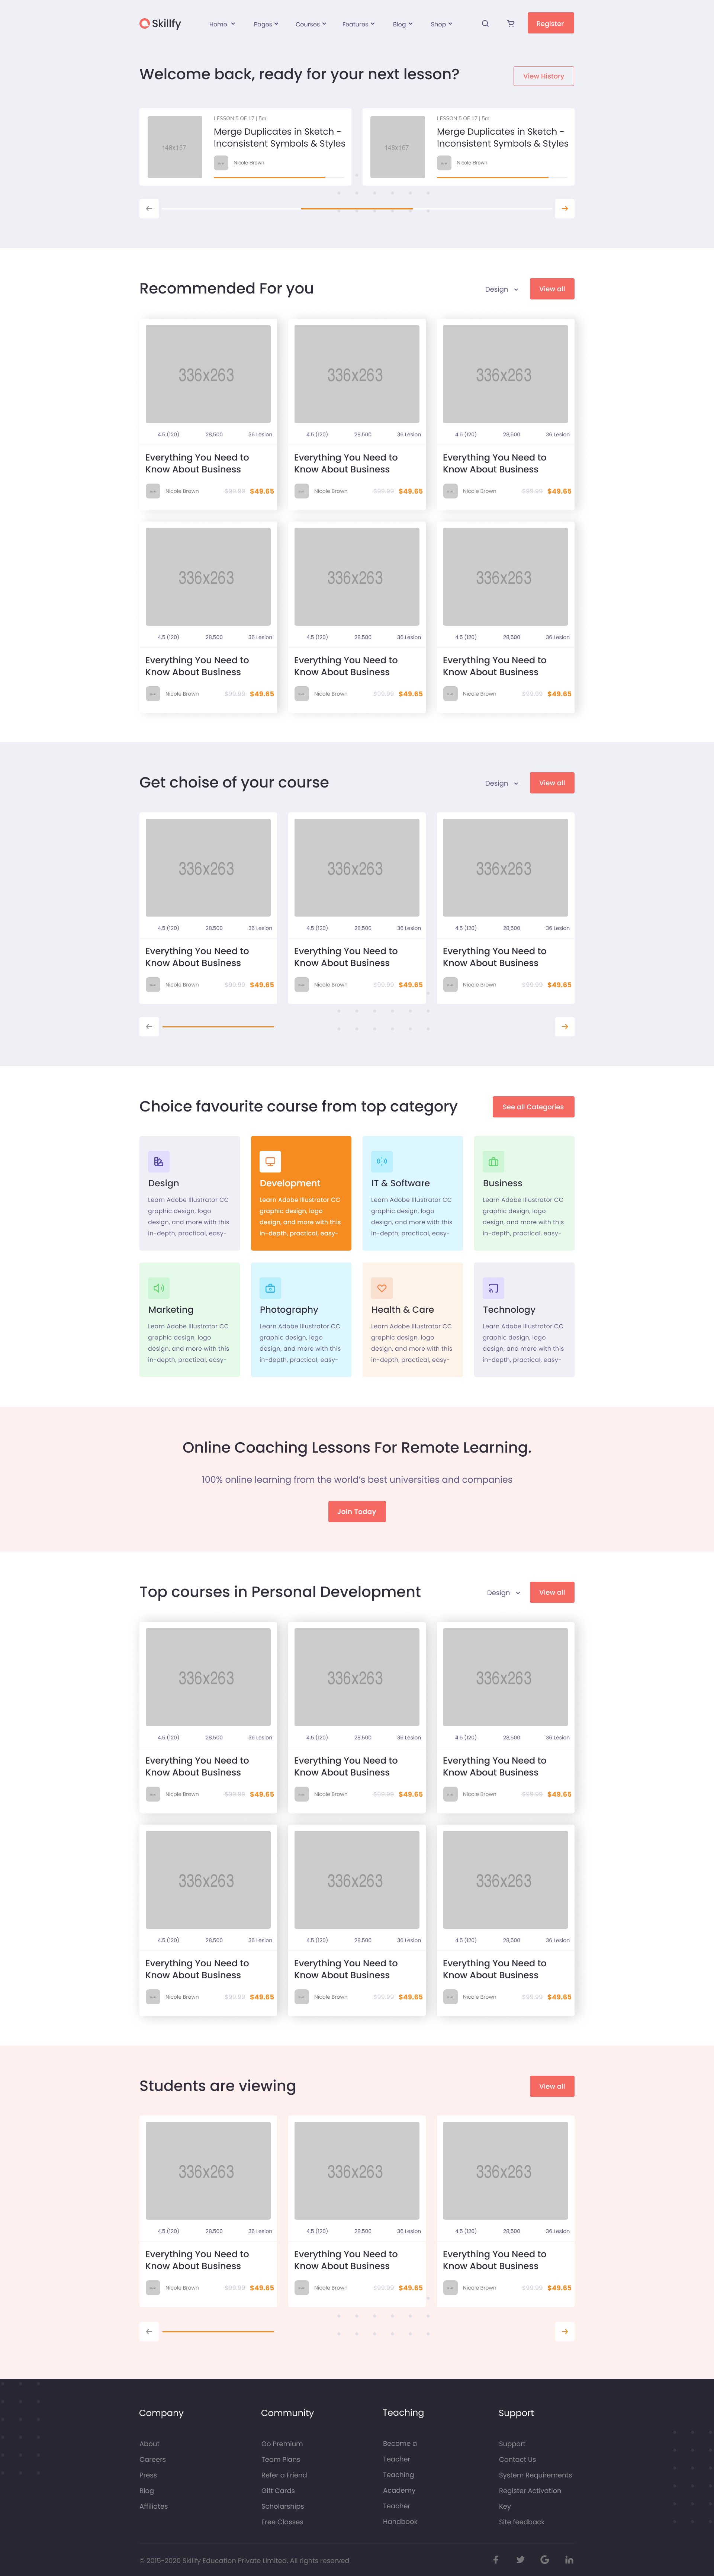 Skillfy
Home Pages Courses Features Blog Shop Register
Welcome back, ready for your next lesson? View History
148x167
LESSON 5 OF 17 | 5m
Merge Duplicates in Sketch -
Inconsistent Symbols & Styles
Nicole Brown
148x167
LESSON 5 OF 17 | 5m
Merge Duplicates in Sketch -
Inconsistent Symbols & Styles
Nicole Brown
Recommended For you Design View all
336x263 336x263 336x263
4.5 (120) 28,500 36 Lesion 4.5 (120) 28,500 36 Lesion 4.5 (120) 28,500 36 Lesion
Everything You Need to Everything You Need to Everything You Need to
Know About Business Know About Business Know About Business
Nicole Brown $99.99 $49.65 Nicole Brown $99.99 $49.65 Nicole Brown $99.99 $49.65
336x263 336x263 336x263
4.5 (120) 28,500 36 Lesion 4.5 (120) 28,500 36 Lesion 4.5 (120) 28,500 36 Lesion
Everything You Need to Everything You Need to Everything You Need to
Know About Business Know About Business Know About Business
Nicole Brown $99.99 $49.65 Nicole Brown $99.99 $49.65 Nicole Brown $99.99 $49.65
Get choise of your course Design View all
336x263 336x263 336x263
4.5 (120) 28,500 36 Lesion 4.5 (120) 28,500 36 Lesion 4.5 (120) 28,500 36 Lesion
Everything You Need to Everything You Need to Everything You Need to
Know About Business Know About Business Know About Business
Nicole Brown $99.99 $49.65 Nicole Brown $99.99 $49.65 Nicole Brown $99.99 $49.65
Choice favourite course from top category See all Categories
Design
Learn Adobe Illustrator CC
graphic design, logo
design, and more with this
in-depth, practical, easy-
Development
Learn Adobe Illustrator CC
graphic design, logo
design, and more with this
in-depth, practical, easy-
IT & Software
Learn Adobe Illustrator CC
graphic design, logo
design, and more with this
in-depth, practical, easy-
Business
Learn Adobe Illustrator CC
graphic design, logo
design, and more with this
in-depth, practical, easy-
Marketing
Learn Adobe Illustrator CC
graphic design, logo
design, and more with this
in-depth, practical, easy-
Photography
Learn Adobe Illustrator CC
graphic design, logo
design, and more with this
in-depth, practical, easy-
Health & Care
Learn Adobe Illustrator CC
graphic design, logo
design, and more with this
in-depth, practical, easy-
Technology
Learn Adobe Illustrator CC
graphic design, logo
design, and more with this
in-depth, practical, easy-
Online Coaching Lessons For Remote Learning.
100% online learning from the world's best universities and companies
Join Today
Top courses in Personal Development Design View all
336x263 336x263 336x263
4.5 (120) 28,500 36 Lesion 4.5 (120) 28,500 36 Lesion 4.5 (120) 28,500 36 Lesion
Everything You Need to Everything You Need to Everything You Need to
Know About Business Know About Business Know About Business
Nicole Brown $99.99 $49.65 Nicole Brown $99.99 $49.65 Nicole Brown $99.99 $49.65
336x263 336x263 336x263
4.5 (120) 28,500 36 Lesion 4.5 (120) 28,500 36 Lesion 4.5 (120) 28,500 36 Lesion
Everything You Need to Everything You Need to Everything You Need to
Know About Business Know About Business Know About Business
Nicole Brown $99.99 $49.65 Nicole Brown $99.99 $49.65 Nicole Brown $99.99 $49.65
Students are viewing View all
336x263 336x263 336x263
4.5 (120) 28,500 36 Lesion 4.5 (120) 28,500 36 Lesion 4.5 (120) 28,500 36 Lesion
Everything You Need to Everything You Need to Everything You Need to
Know About Business Know About Business Know About Business
Nicole Brown $99.99 $49.65 Nicole Brown $99.99 $49.65 Nicole Brown $99.99 $49.65
Company
About
Careers
Press
Blog
Affiliates
Community
Go Premium
Team Plans
Refer a Friend
Gift Cards
Scholarships
Free Classes
Teaching
Become a
Teacher
Teaching
Academy
Teacher
Handbook
Support
Support
Contact Us
System Requirements
Register Activation
Key
Site feedback
© 2015-2020 Skillfy Education Private Limited. All rights reserved